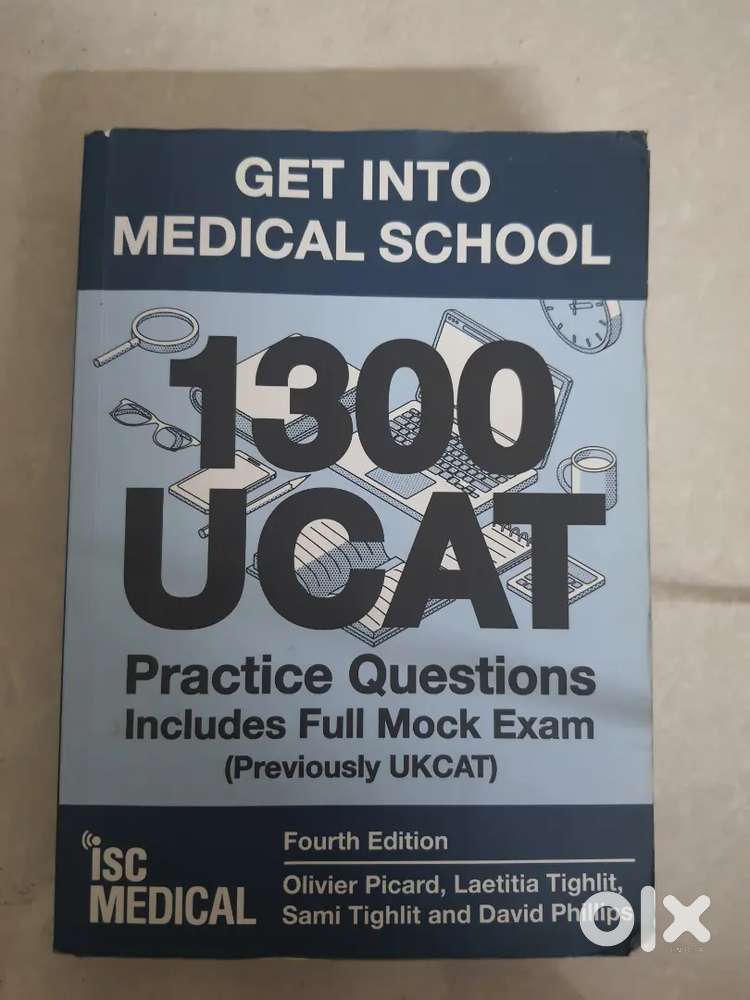 GET INTO
MEDICAL SCHOOL
1300
UCAT
Practice Questions
Includes Full Mock Exam
(Previously UKCAT)
isc
MEDICAL
Fourth Edition
Olivier Picard, Laetitia Tighlit,
Sami Tighlit and David Phillips
olx